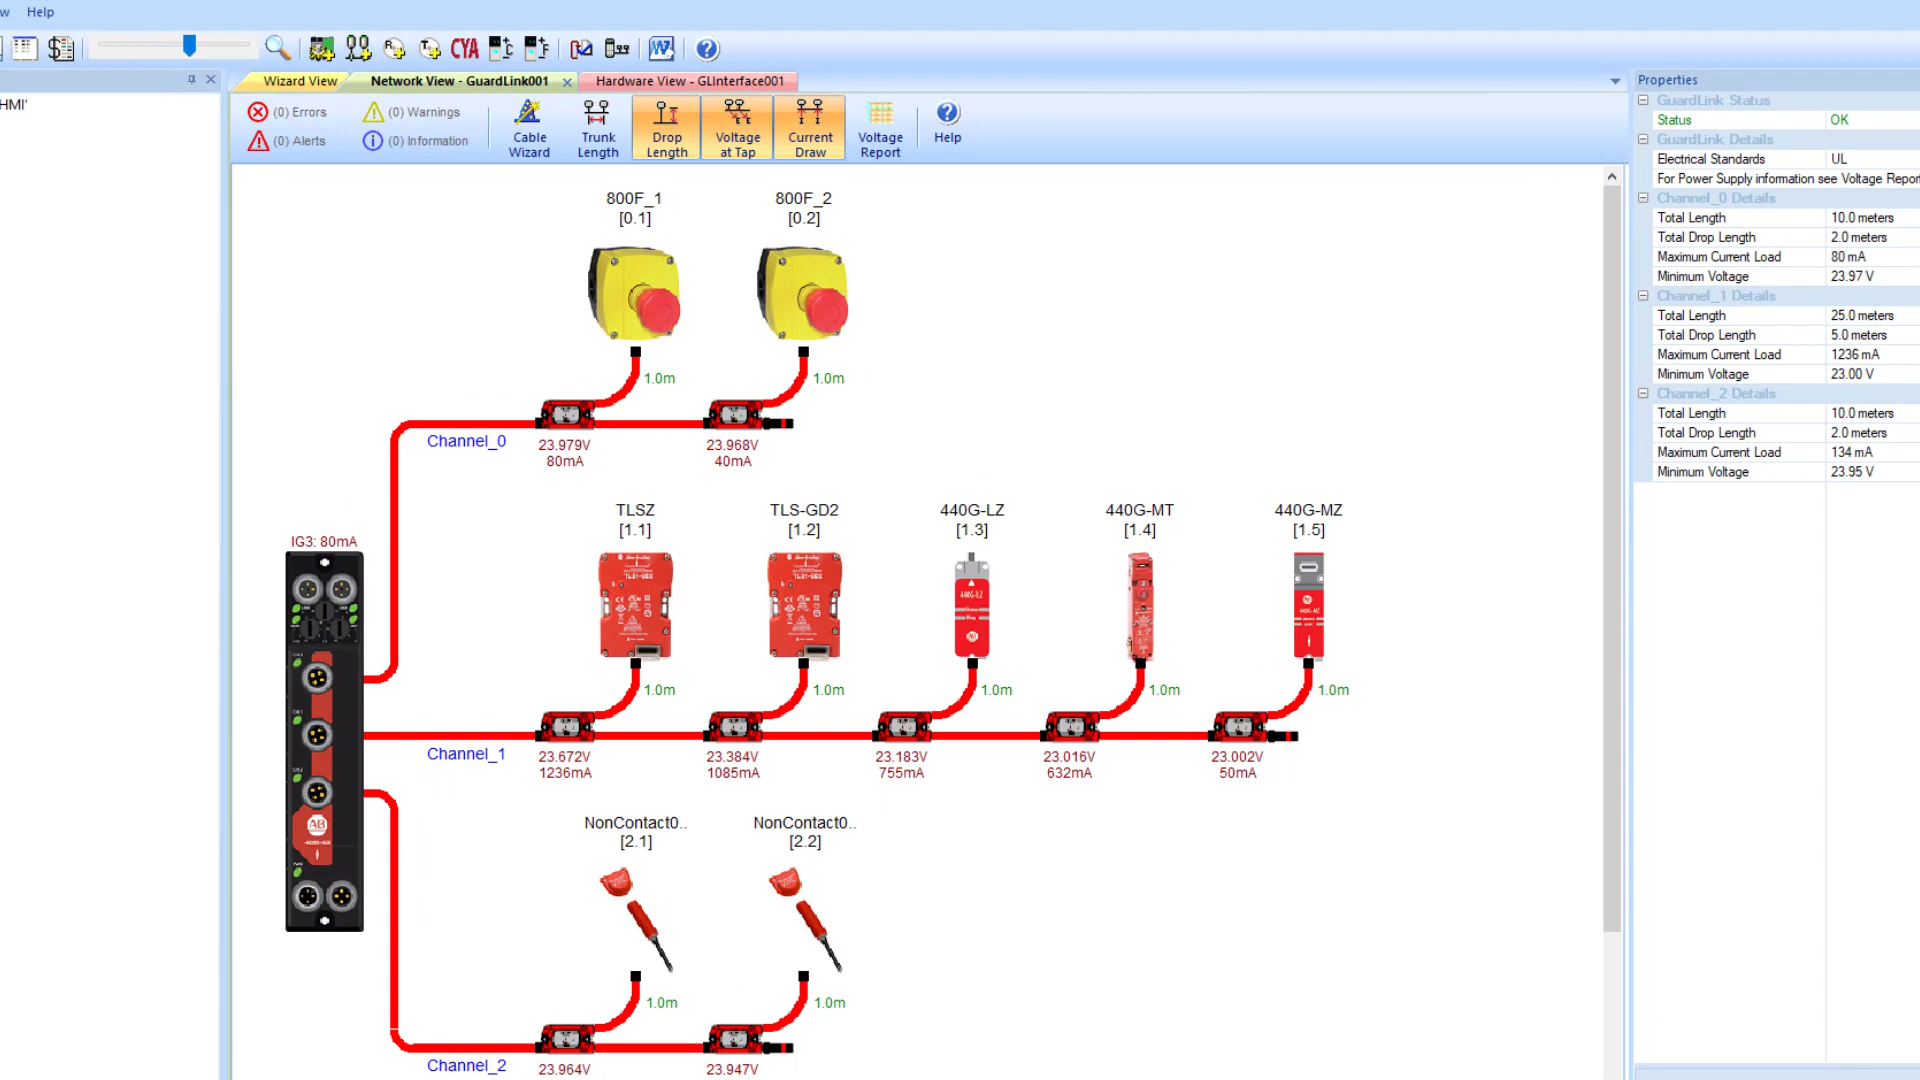 Help
CYA
HMI'
Wizard View
Network View - GuardLink001
Hardware View - GLInterface001
(0) Errors
(0) Warnings
(0) Alerts
(0) Information
Cable Wizard
Trunk Length
Drop Length
Voltage at Tap
Current Draw
Voltage Report
Help
800F_1
[0.1]
800F_2
[0.2]
1.0m
1.0m
Channel_0
23.979V
80mA
23.968V
40mA
TLSZ
[1.1]
TLS-GD2
[1.2]
440G-LZ
[1.3]
440G-MT
[1.4]
440G-MZ
[1.5]
IG3: 80mA
440G-LZ
440G-MZ
1.0m
1.0m
1.0m
1.0m
1.0m
Channel_1
23.672V
1236mA
23.384V
1085mA
23.183V
755mA
23.016V
632mA
23.002V
50mA
AB
NonContact0..
[2.1]
NonContact0..
[2.2]
1.0m
1.0m
Channel_2
23.964V
23.947V
Properties
GuardLink Status
Status OK
GuardLink Details
Electrical Standards UL
For Power Supply information see Voltage Report
Channel_0 Details
Total Length 10.0 meters
Total Drop Length 2.0 meters
Maximum Current Load 80 mA
Minimum Voltage 23.97 V
Channel_1 Details
Total Length 25.0 meters
Total Drop Length 5.0 meters
Maximum Current Load 1236 mA
Minimum Voltage 23.00 V
Channel_2 Details
Total Length 10.0 meters
Total Drop Length 2.0 meters
Maximum Current Load 134 mA
Minimum Voltage 23.95 V